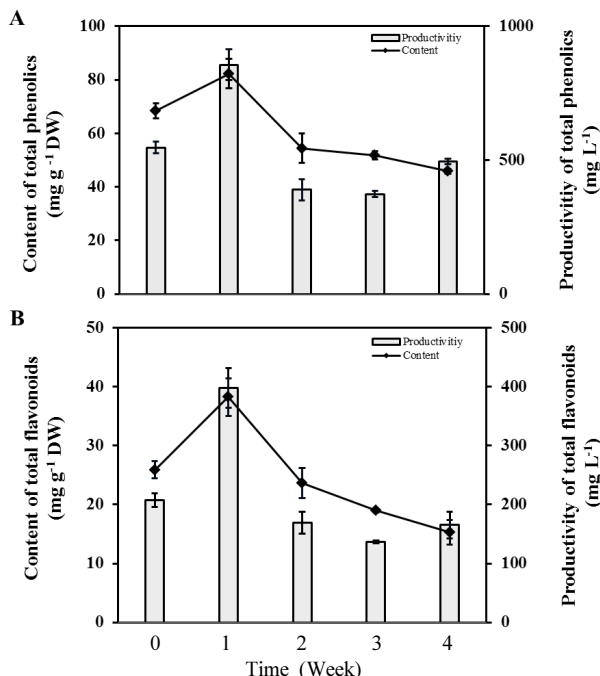 A
Content of total phenolics
(mg g⁻¹ DW)
100
80
60
40
20
0
Productivitiy
Content
1000
500
0
Productivitiy of total phenolics
(mg L⁻¹)
B
Content of total flavonoids
(mg g⁻¹ DW)
50
40
30
20
10
0
Productivitiy
Content
500
400
300
200
100
0
Productivity of total flavonoids
(mg L⁻¹)
0 1 2 3 4
Time (Week)